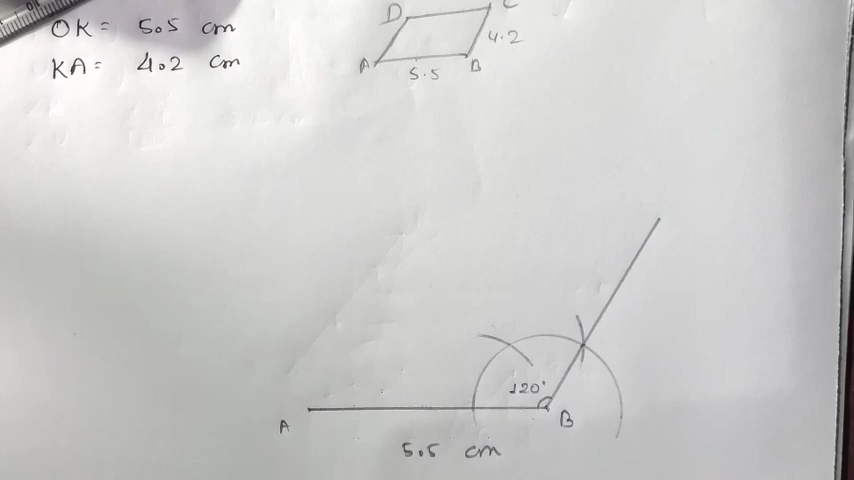 OK = 5.5 cm
KA = 4.2 cm
D C
4.2
A B
5.5
120°
A B
5.5 cm